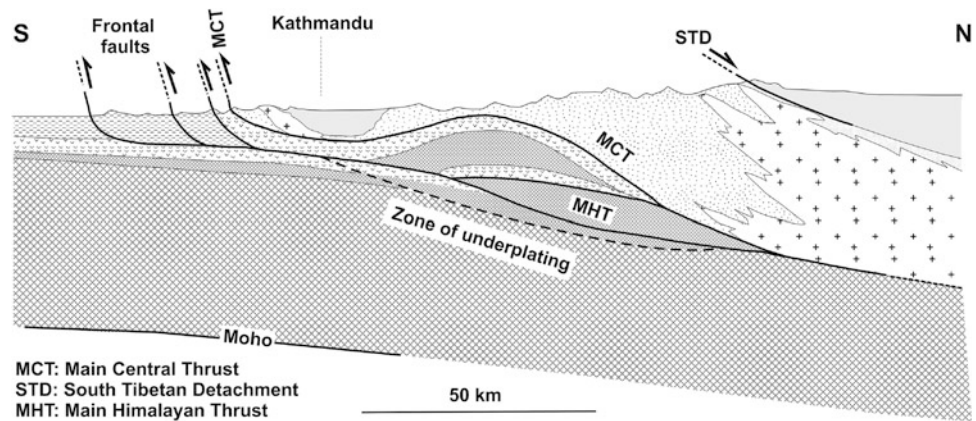 S
Frontal
faults
MCT
Kathmandu
STD
N
MCT
MHT
Zone of underplating
Moho
MCT: Main Central Thrust
STD: South Tibetan Detachment
MHT: Main Himalayan Thrust
50 km